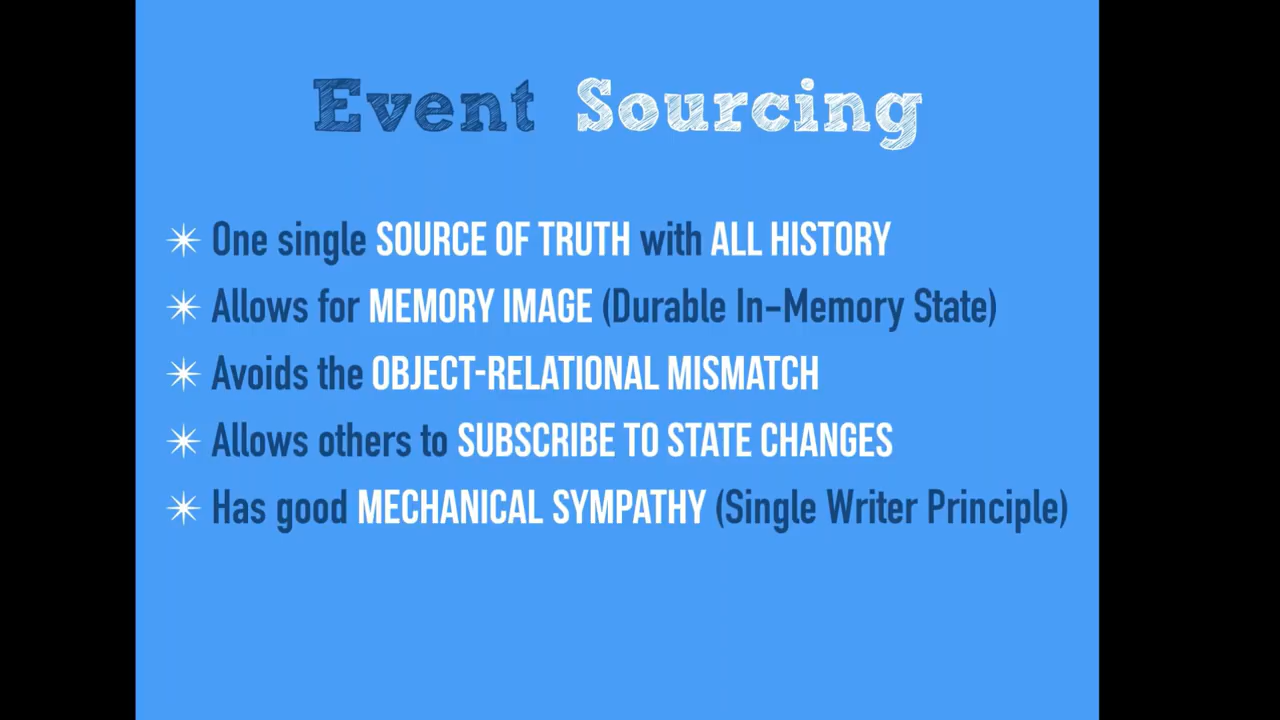 Event Sourcing
One single SOURCE OF TRUTH with ALL HISTORY
Allows for MEMORY IMAGE (Durable In-Memory State)
Avoids the OBJECT-RELATIONAL MISMATCH
Allows others to SUBSCRIBE TO STATE CHANGES
Has good MECHANICAL SYMPATHY (Single Writer Principle)